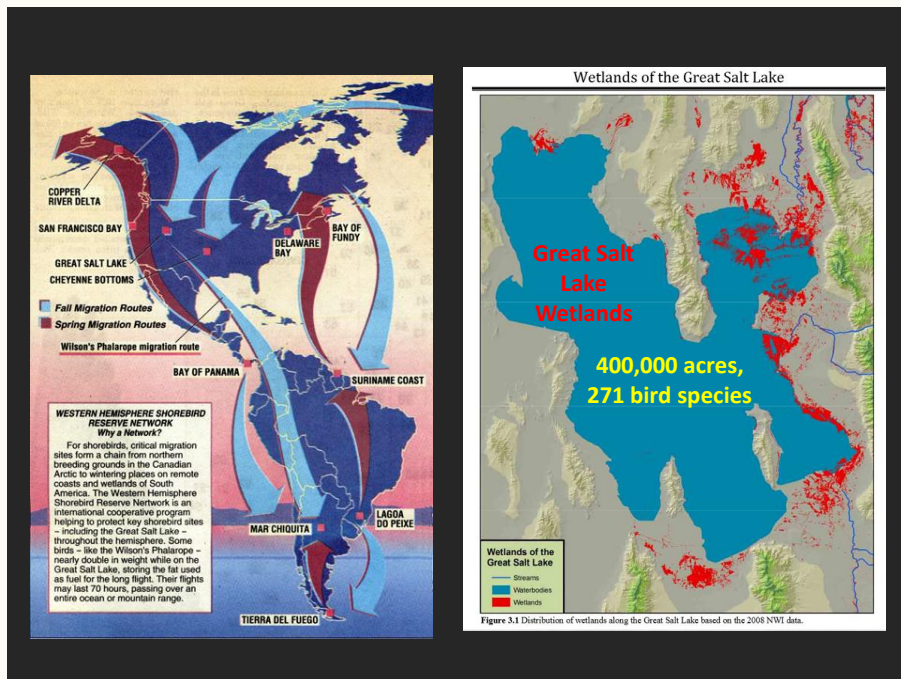 COPPER
RIVER DELTA
SAN FRANCISCO BAY
GREAT SALT LAKE
CHEYENNE BOTTOMS
DELAWARE
BAY
BAY OF
FUNDY
Fall Migration Routes
Spring Migration Routes
Wilson's Phalarope migration route
BAY OF PANAMA
SURINAME COAST
WESTERN HEMISPHERE SHOREBIRD
RESERVE NETWORK
Why a Network?
For shorebirds, critical migration
sites form a chain from northern
breeding grounds in the Canadian
Arctic to wintering places on remote
coasts and wetlands of South
America. The Western Hemisphere
Shorebird Reserve Nertwork is an
international cooperative program
helping to protect key shorebird sites
– including the Great Salt Lake –
throughout the hemisphere. Some
birds – like the Wilson's Phalarope –
nearly double in weight while on the
Great Salt Lake, storing the fat used
as fuel for the long flight. Their flights
may last 70 hours, passing over an
entire ocean or mountain range.
MAR CHIQUITA
LAGOA
DO PEIXE
TIERRA DEL FUEGO
Wetlands of the Great Salt Lake
Great Salt
Lake
Wetlands
400,000 acres,
271 bird species
Wetlands of the
Great Salt Lake
Streams
Waterbodies
Wetlands
Figure 3.1 Distribution of wetlands along the Great Salt Lake based on the 2008 NWI data.